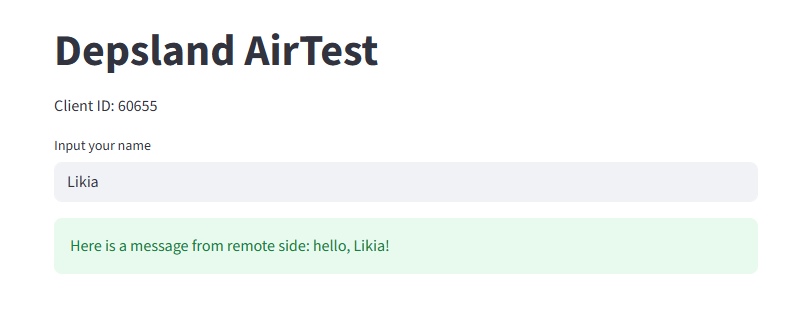 Depsland AirTest
Client ID: 60655
Input your name
Likia
Here is a message from remote side: hello, Likia!